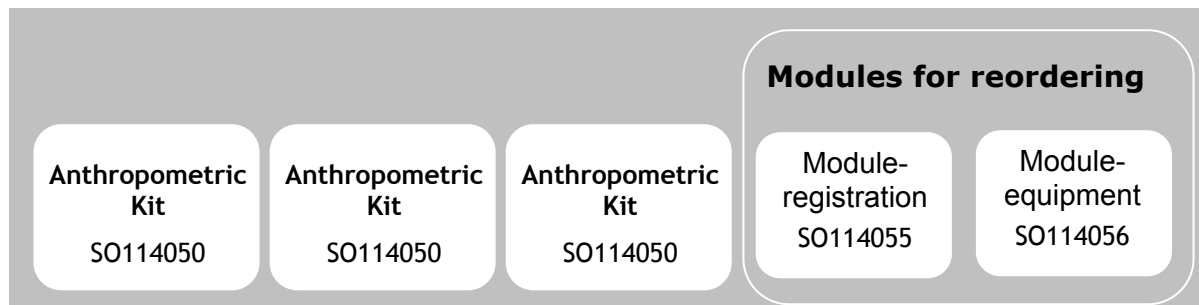 Modules for reordering
Anthropometric
Kit
SO114050
Anthropometric
Kit
SO114050
Anthropometric
Kit
SO114050
Module-
registration
SO114055
Module-
equipment
SO114056